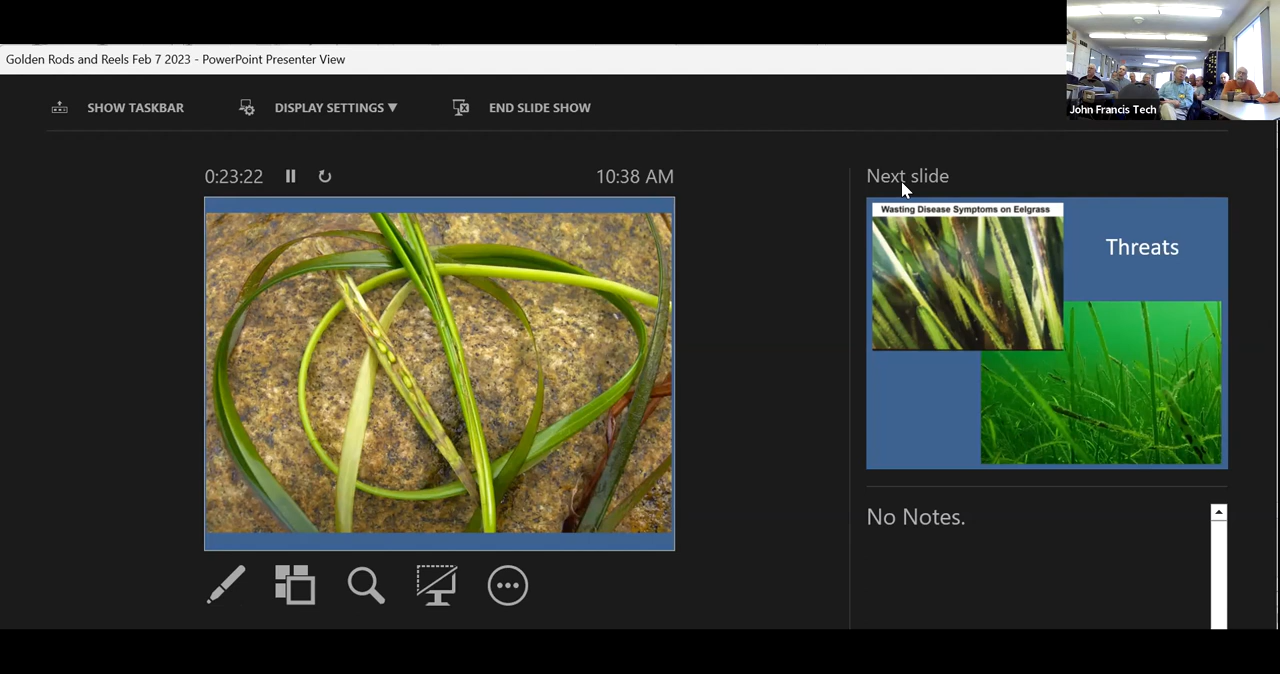 Golden Rods and Reels Feb 7 2023 - PowerPoint Presenter View
John Francis Tech
SHOW TASKBAR
DISPLAY SETTINGS ▼
END SLIDE SHOW
0:23:22
10:38 AM
Next slide
Wasting Disease Symptoms on Eelgrass
Threats
No Notes.